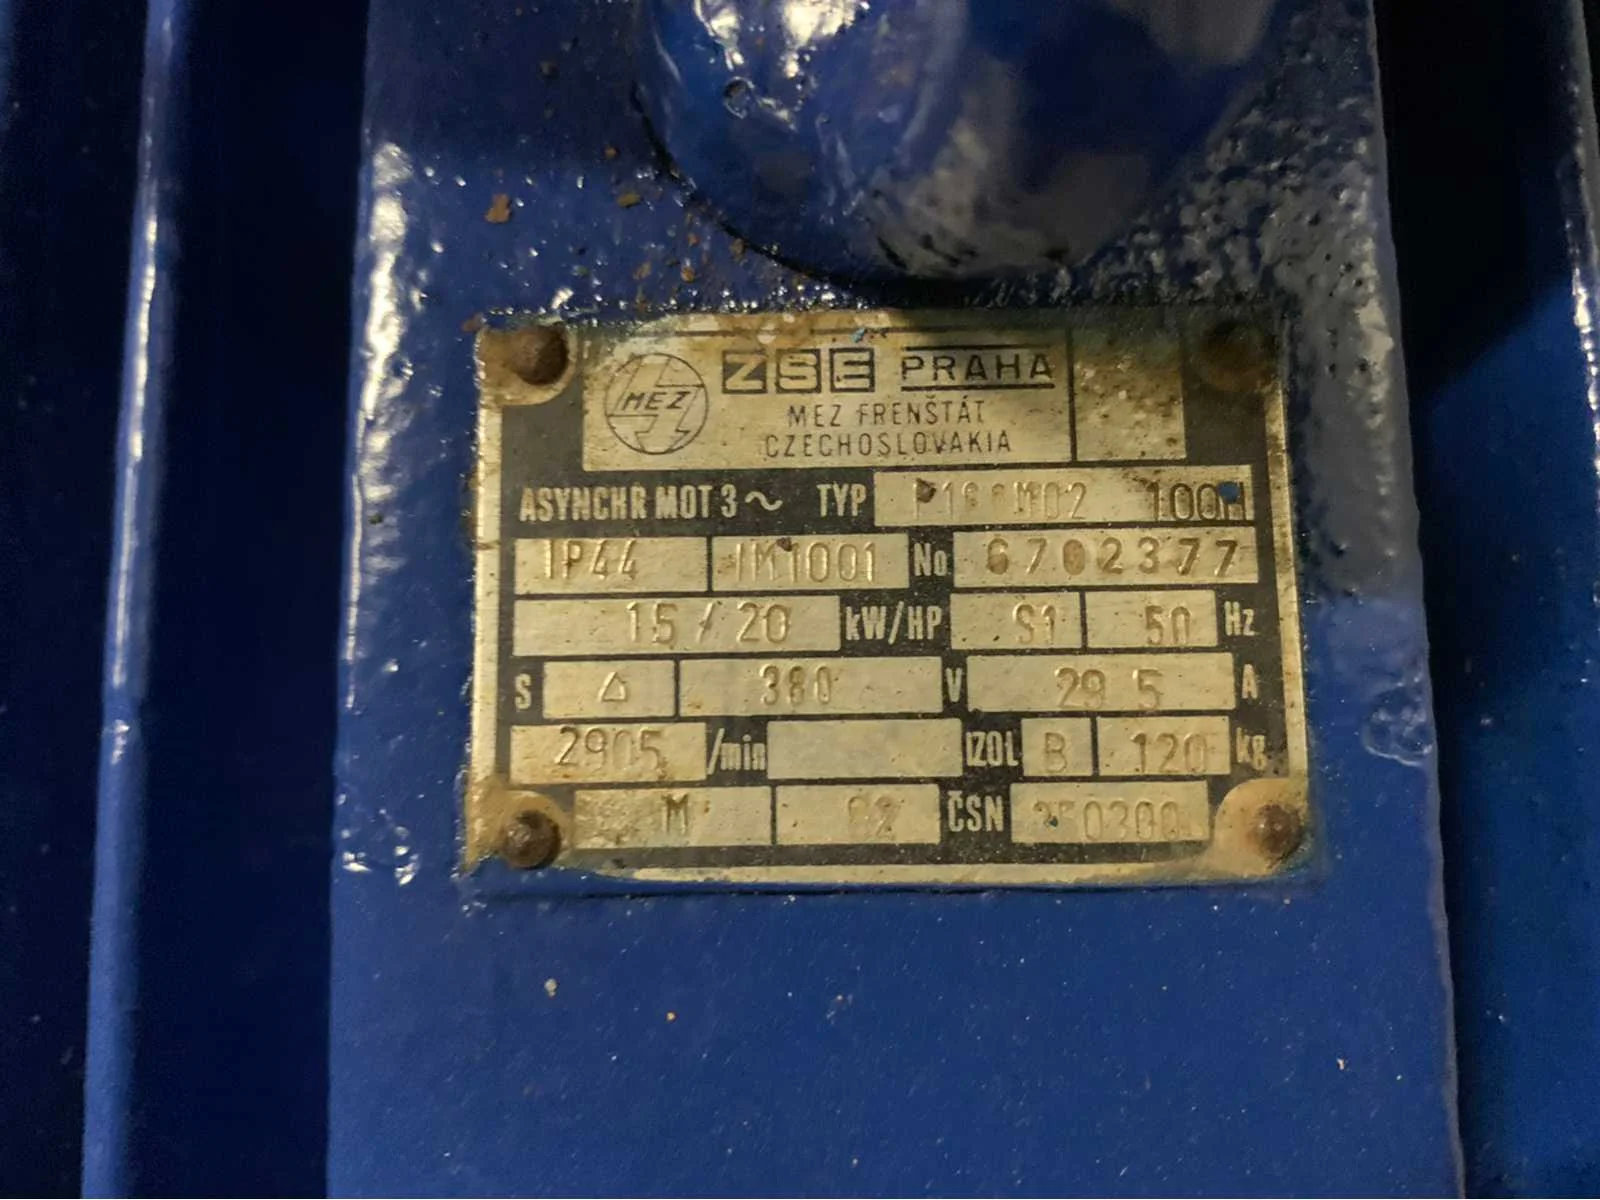 MEZ
ZSE PRAHA
MEZ FRENŠTÁT
CZECHOSLOVAKIA
ASYNCHR MOT 3~ TYP
IP44 IM1001 No 6702377
15/20 kW/HP S1 50 Hz
S △ 380 V 29 5 A
2905 /min IZOL B 120 kg
M ČSN